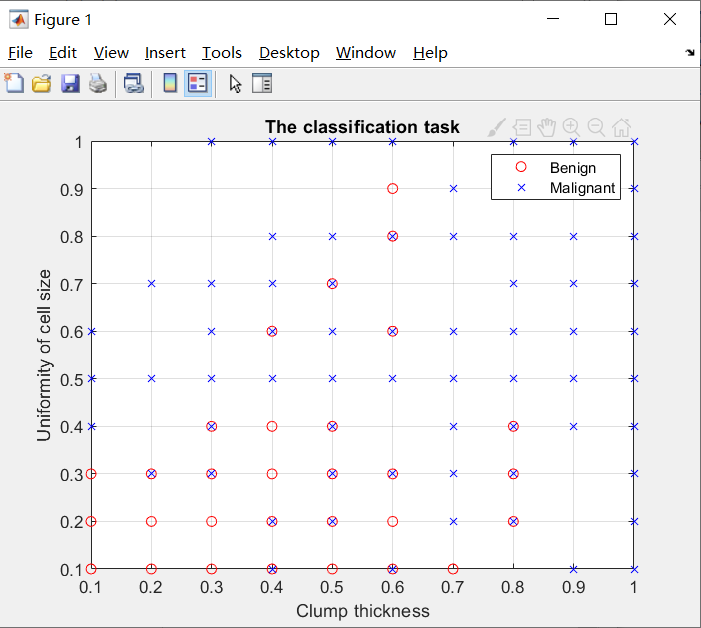 Figure 1
File Edit View Insert Tools Desktop Window Help
The classification task
Benign
Malignant
1
0.9
0.8
0.7
0.6
0.5
0.4
0.3
0.2
0.1
Uniformity of cell size
0.1 0.2 0.3 0.4 0.5 0.6 0.7 0.8 0.9 1
Clump thickness